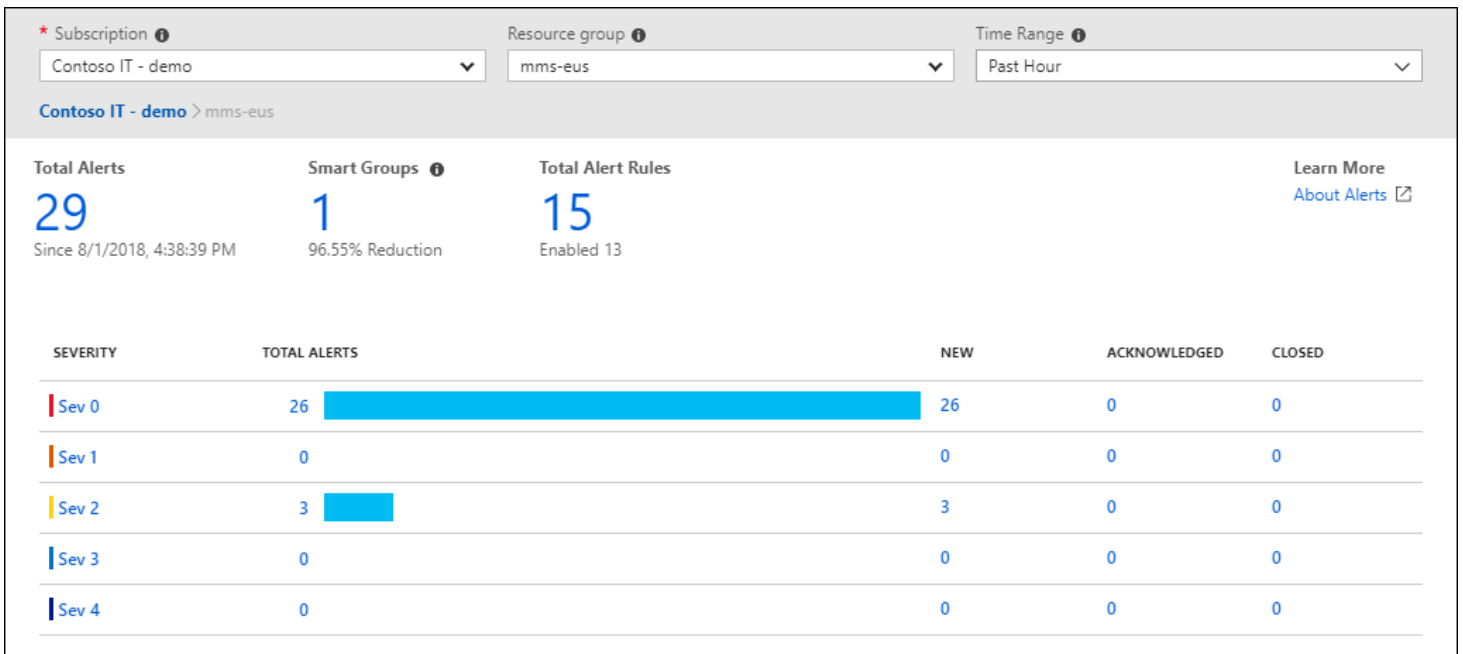 * Subscription Resource group Time Range
Contoso IT - demo mms-eus Past Hour
Contoso IT - demo > mms-eus
Total Alerts Smart Groups Total Alert Rules Learn More
29 1 15 About Alerts
Since 8/1/2018, 4:38:39 PM 96.55% Reduction Enabled 13
SEVERITY TOTAL ALERTS NEW ACKNOWLEDGED CLOSED
Sev 0 26 26 0 0
Sev 1 0 0 0 0
Sev 2 3 3 0 0
Sev 3 0 0 0 0
Sev 4 0 0 0 0